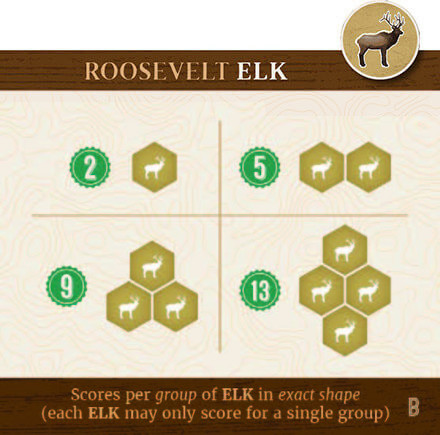 ROOSEVELT ELK
2
5
9
13
Scores per group of ELK in exact shape
(each ELK may only score for a single group)
B